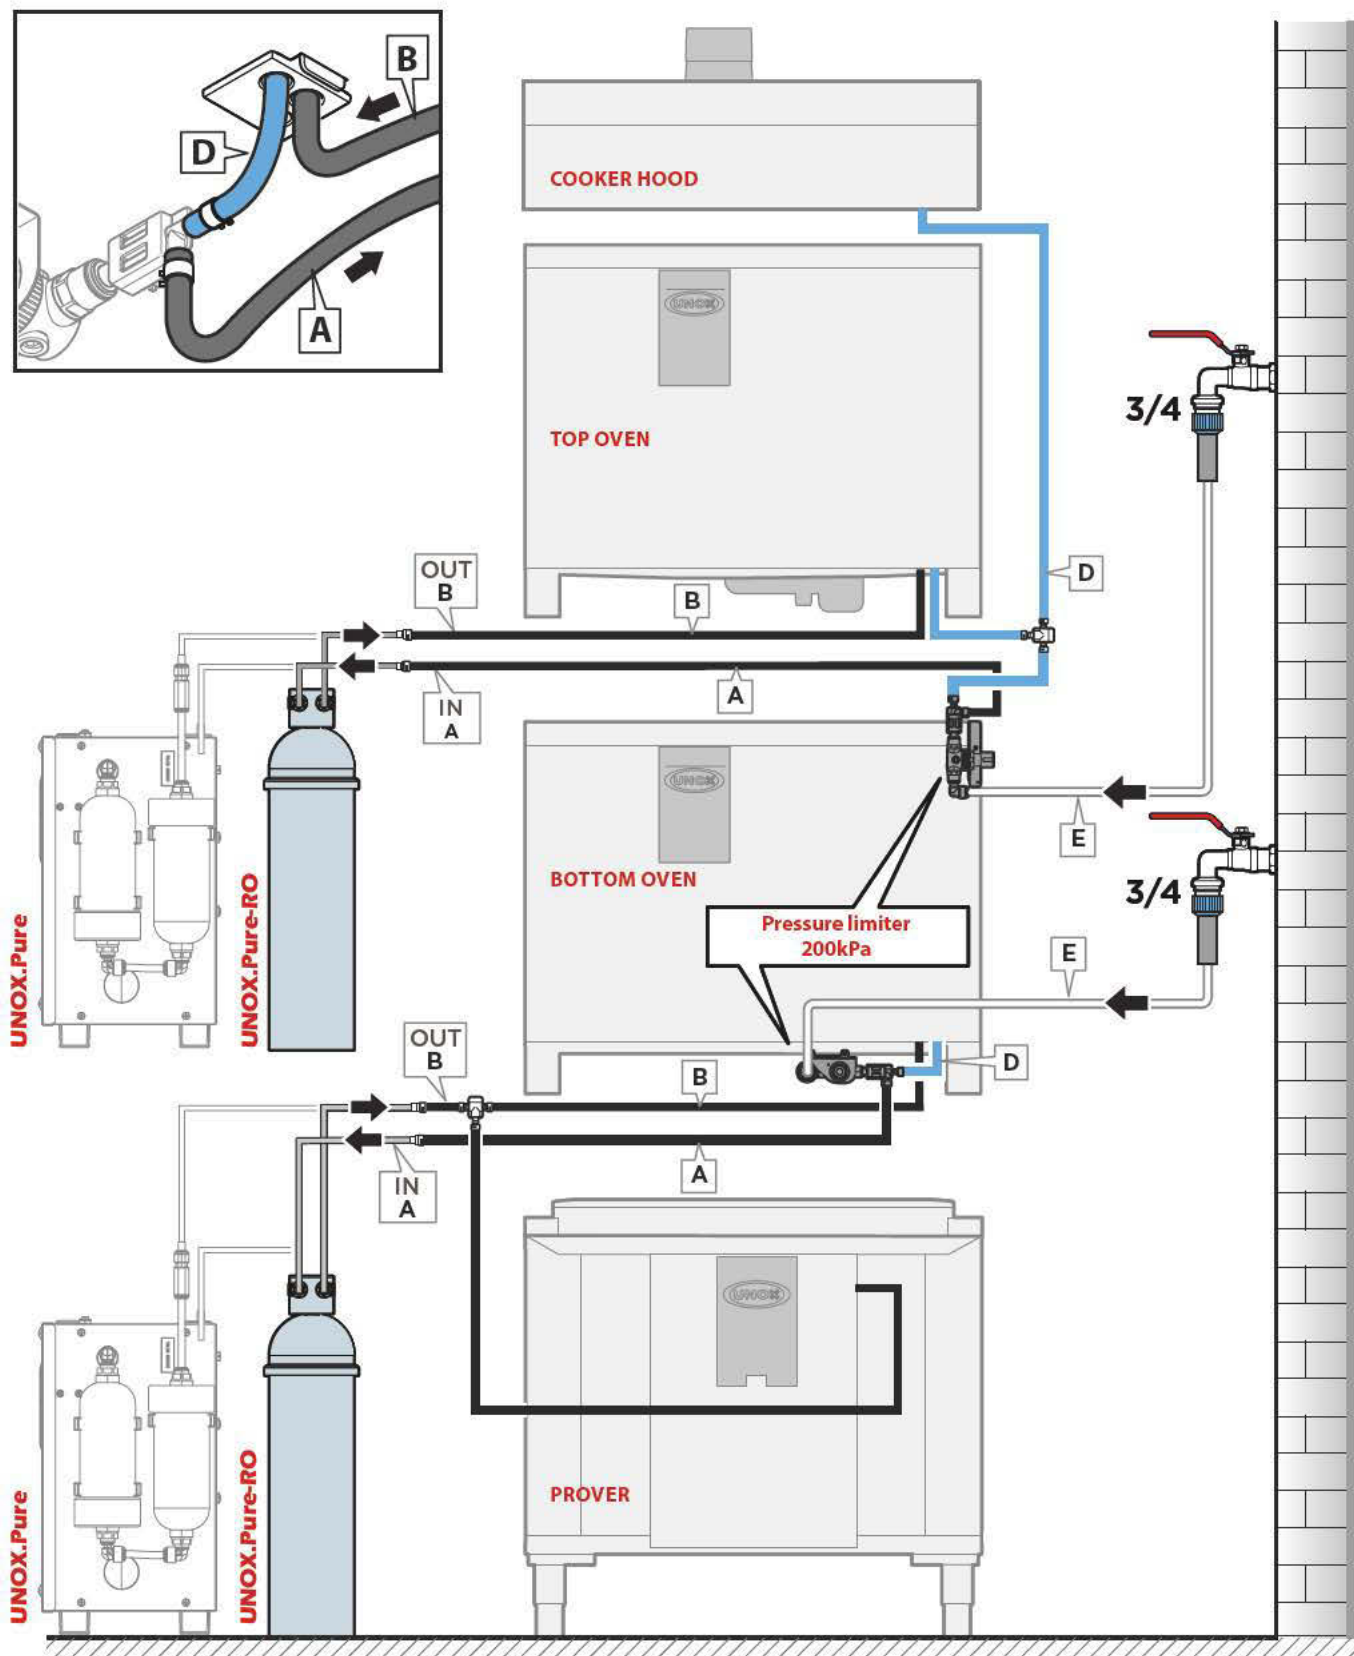 B
D
A
COOKER HOOD
UNOX
3/4
TOP OVEN
OUT
B
B
D
A
IN
A
UNOX
E
3/4
BOTTOM OVEN
UNOX.Pure
UNOX.Pure-RO
Pressure limiter
200kPa
E
OUT
B
B
D
A
IN
A
UNOX
UNOX.Pure
UNOX.Pure-RO
PROVER